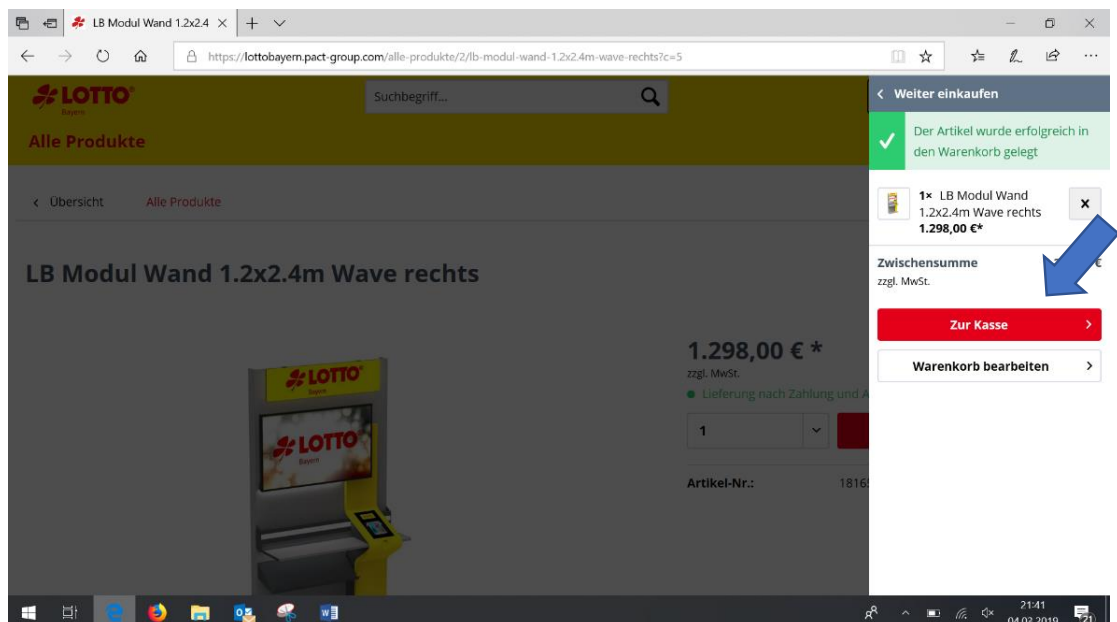 LB Modul Wand 1.2x2.4
https://lottobayern.pact-group.com/alle-produkte/2/lb-modul-wand-1.2x2.4m-wave-rechts?c=5
LOTTO
Bayern
Suchbegriff...
Alle Produkte
Übersicht
Alle Produkte
LB Modul Wand 1.2x2.4m Wave rechts
LOTTO
Bayern
LOTTO
Bayern
1.298,00 € *
zzgl. MwSt.
Lieferung nach Zahlung und
1
Artikel-Nr.:
Weiter einkaufen
Der Artikel wurde erfolgreich in
den Warenkorb gelegt
1× LB Modul Wand
1.2x2.4m Wave rechts
1.298,00 €*
Zwischensumme
€
zzgl. MwSt.
Zur Kasse
Warenkorb bearbeiten
21:41
04.03.2019